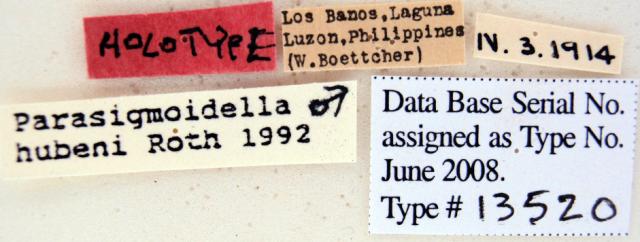 HOLOTYPE
Los Banos, Laguna
Luzon, Philippines
(W. Boettcher)
IV. 3. 1914
Parasigmoidella ♂
hubeni Roth 1992
Data Base Serial No.
assigned as Type No.
June 2008.
Type # 13520